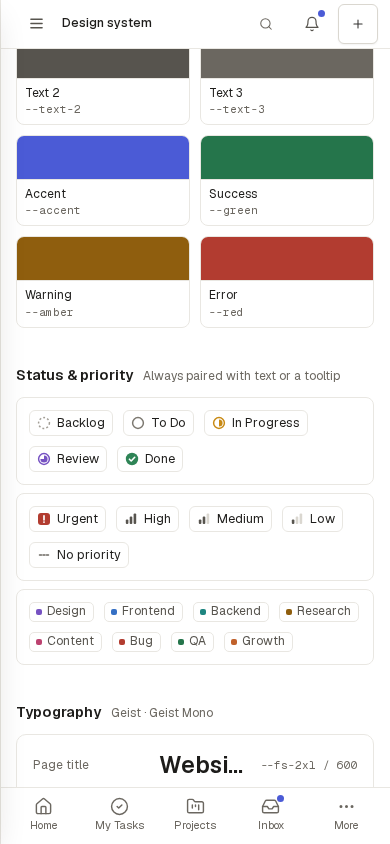 Design system
Text 2
--text-2
Text 3
--text-3
Accent
--accent
Success
--green
Warning
--amber
Error
--red
Status & priority Always paired with text or a tooltip
Backlog To Do In Progress
Review Done
Urgent High Medium Low
No priority
Design Frontend Backend Research
Content Bug QA Growth
Typography Geist · Geist Mono
Page title Websi... --fs-2xl / 600
Home My Tasks Projects Inbox More